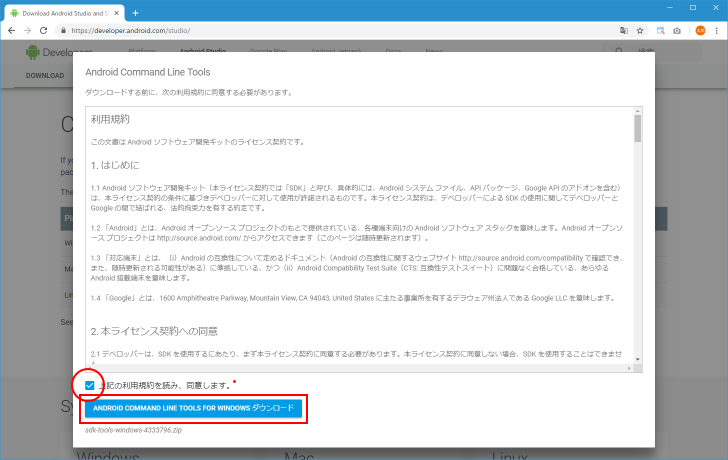 Download Android Studio and S
https://developer.android.com/studio/
Developer
Platform
Android Studio
Google Play
Android Jetpack
Docs
News
DOWNLOAD
Android Command Line Tools
ダウンロードする前に、次の利用規約に同意する必要があります。
利用規約
この文書は Android ソフトウェア開発キットのライセンス契約です。
1. はじめに
1.1 Android ソフトウェア開発キット（本ライセンス契約では「SDK」と呼び、具体的には、Android システム ファイル、API パッケージ、Google API のアドオンを含む）
は、本ライセンス契約の条件に基づきデベロッパーに対して使用が許諾されるものです。本ライセンス契約は、デベロッパーによる SDK の使用に関してデベロッパーと
Google の間で結ばれる、法的拘束力を有する約定です。
1.2 「Android」とは、Android オープンソース プロジェクトのもとで提供されている、各種端末向けの Android ソフトウェア スタックを意味します。Android オープンソ
ース プロジェクトは http://source.android.com/ からアクセスできます（このページは随時更新されます）。
1.3 「対応端末」とは、（i）Android の互換性について定めるドキュメント（Android の互換性に関するウェブサイト http://source.android.com/compatibility で確認でき、
また、随時更新される可能性がある）に準拠している、かつ（ii）Android Compatibility Test Suite（CTS: 互換性テストスイート）に問題なく合格している、あらゆる
Android 搭載端末を意味します。
1.4 「Google」とは、1600 Amphitheatre Parkway, Mountain View, CA 94043, United States に主たる事業所を有するデラウェア州法人である Google LLC を意味します。
2. 本ライセンス契約への同意
2.1 デベロッパーは、SDK を使用するにあたり、まず本ライセンス契約に同意する必要があります。本ライセンス契約に同意しない場合、SDK を使用することはできませ
上記の利用規約を読み、同意します。*
ANDROID COMMAND LINE TOOLS FOR WINDOWS ダウンロード
sdk-tools-windows-4333796.zip
Windows
Mac
Linux